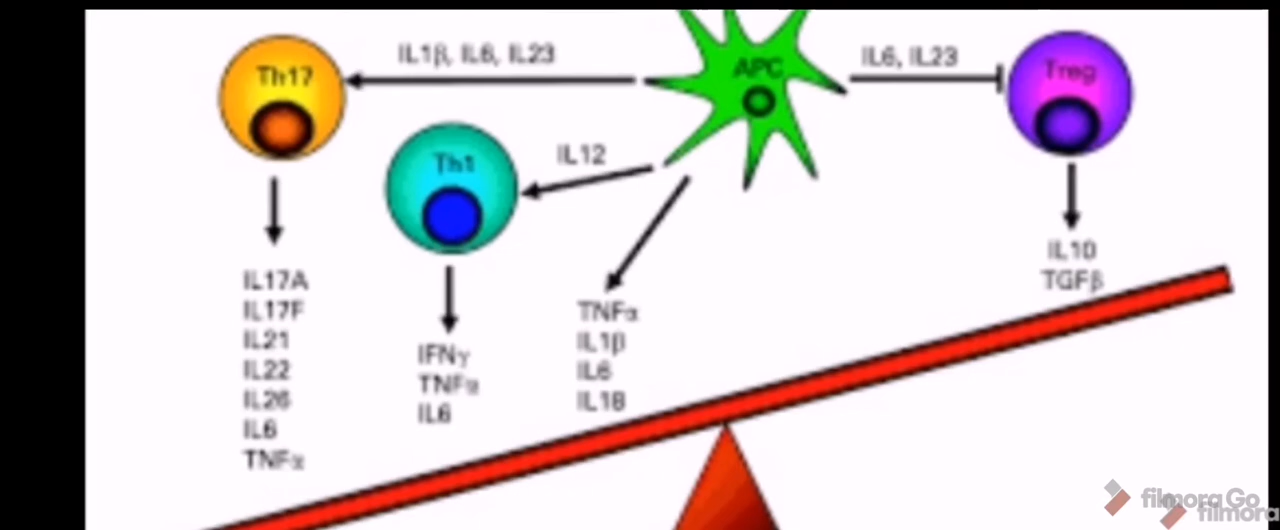 IL1β, IL6, IL23
APC
IL6, IL23
Th17
Treg
Th1
IL12
IL10
TGFβ
IL17A
IL17F
IL21
IL22
IL26
IL6
TNFα
IFNγ
TNFα
IL6
TNFα
IL1β
IL6
IL18
filmora Go
filmora